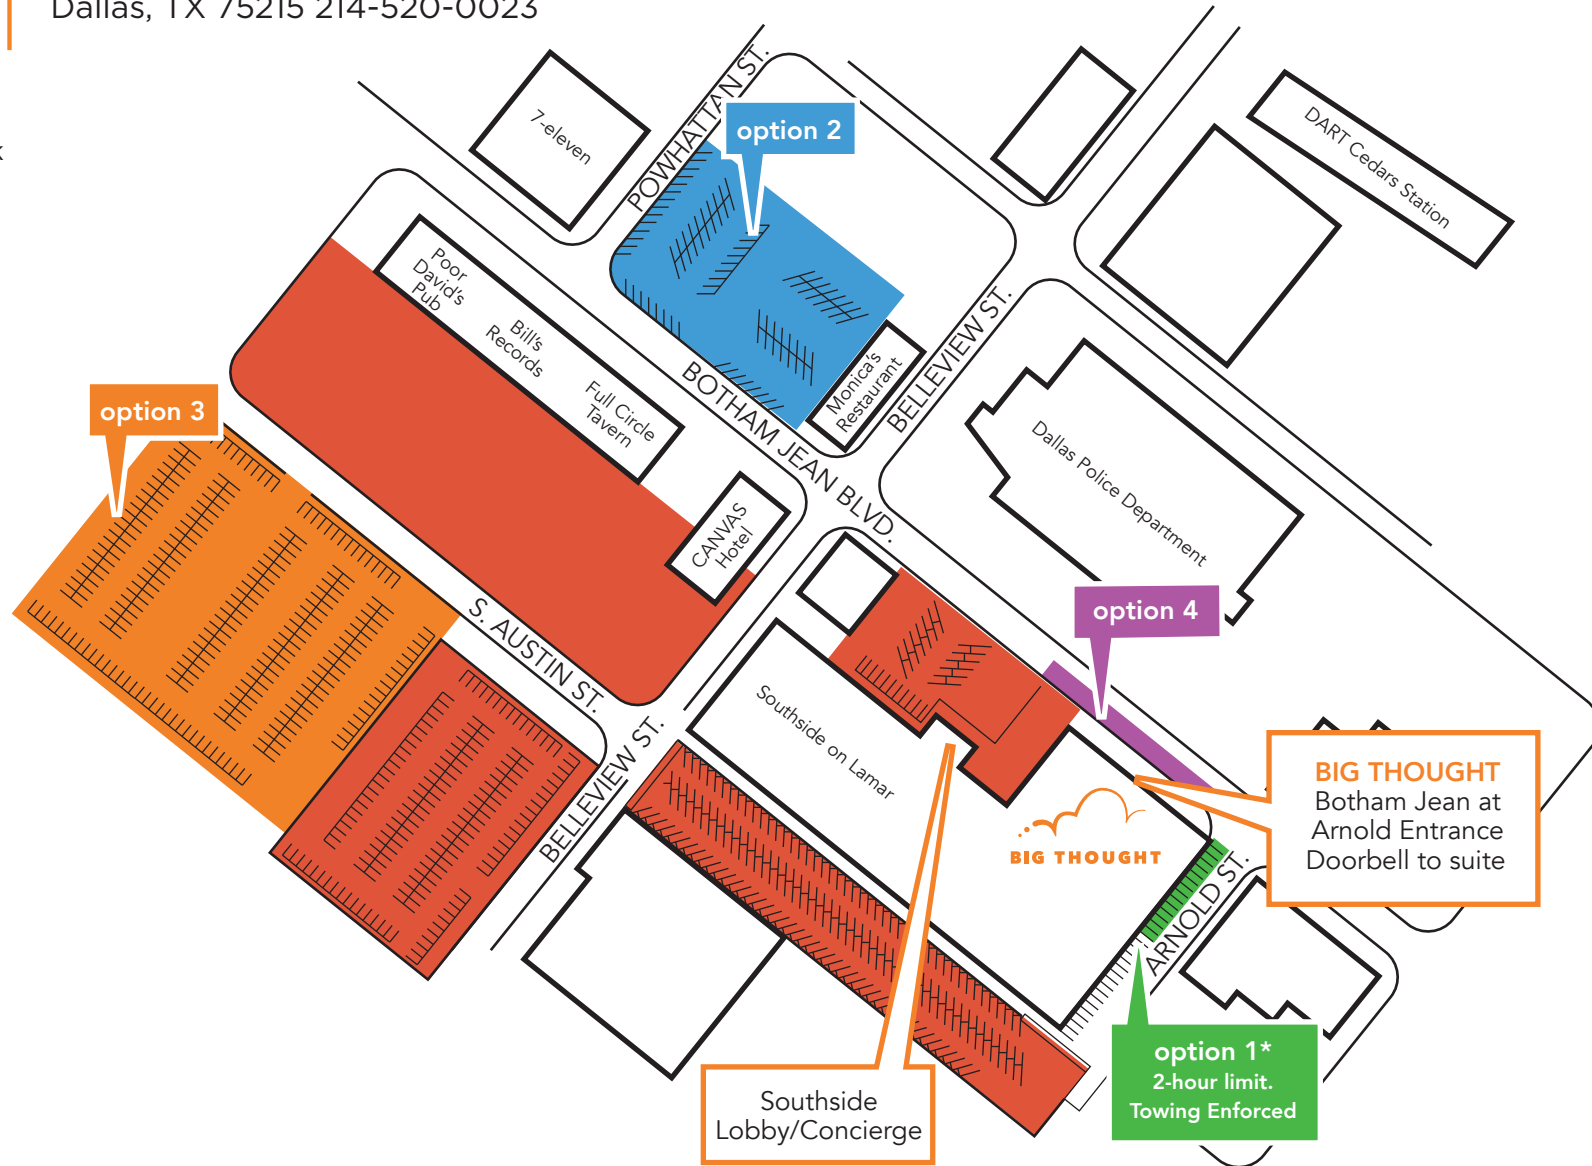 Dallas, TX 75215 214-520-0023
k
POWHATTAN ST.
option 2
7-eleven
DART Cedars Station
Poor
David's
Pub
Bill's
Records
Full Circle
Tavern
BOTHAM JEAN BLVD.
Monica's
Restaurant
BELLEVIEW ST.
option 3
CANVAS
Hotel
Dallas Police Department
S. AUSTIN ST.
option 4
Southside on Lamar
BELLEVIEW ST.
BIG THOUGHT
BIG THOUGHT
Botham Jean at
Arnold Entrance
Doorbell to suite
ARNOLD ST.
option 1*
2-hour limit.
Towing Enforced
Southside
Lobby/Concierge